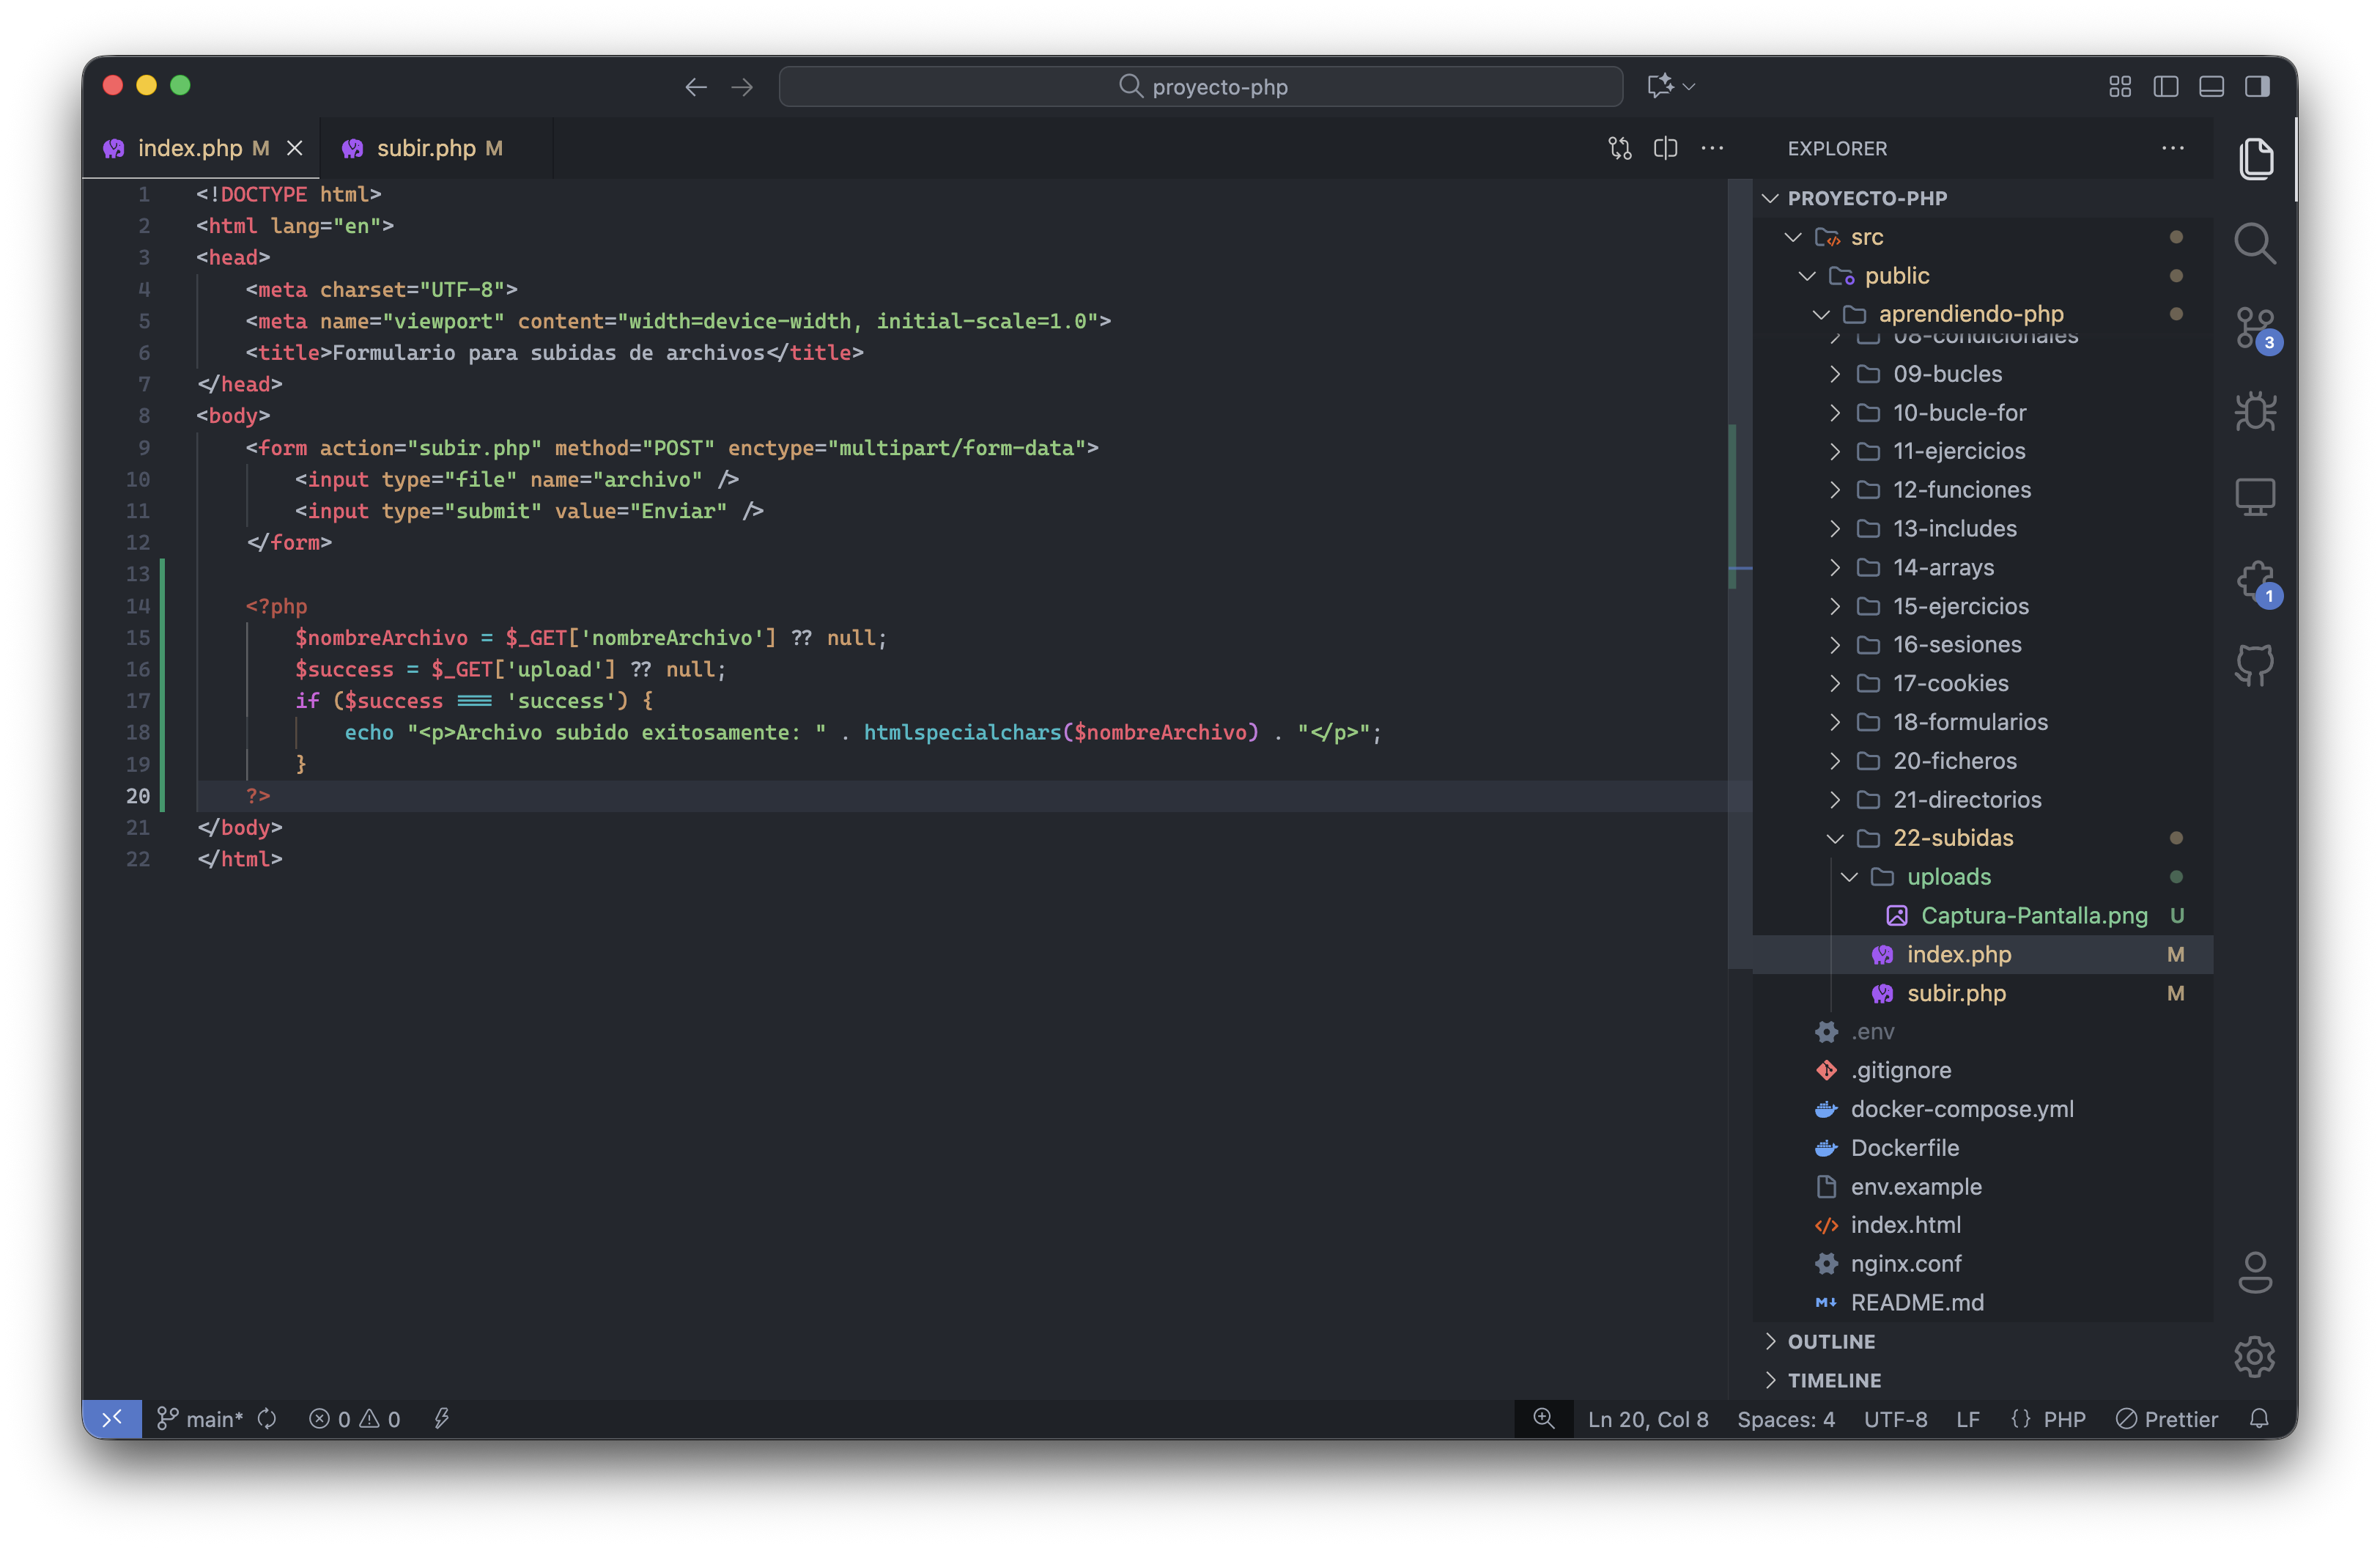 proyecto-php
index.php M
subir.php M
EXPLORER
1 <!DOCTYPE html>
2 <html lang="en">
3 <head>
4 <meta charset="UTF-8">
5 <meta name="viewport" content="width=device-width, initial-scale=1.0">
6 <title>Formulario para subidas de archivos</title>
7 </head>
8 <body>
9 <form action="subir.php" method="POST" enctype="multipart/form-data">
10 <input type="file" name="archivo" />
11 <input type="submit" value="Enviar" />
12 </form>
13
14 <?php
15 $nombreArchivo = $_GET['nombreArchivo'] ?? null;
16 $success = $_GET['upload'] ?? null;
17 if ($success === 'success') {
18 echo "<p>Archivo subido exitosamente: " . htmlspecialchars($nombreArchivo) . "</p>";
19 }
20 ?>
21 </body>
22 </html>
PROYECTO-PHP
src
public
aprendiendo-php
08-condicionales
09-bucles
10-bucle-for
11-ejercicios
12-funciones
13-includes
14-arrays
15-ejercicios
16-sesiones
17-cookies
18-formularios
20-ficheros
21-directorios
22-subidas
uploads
Captura-Pantalla.png U
index.php M
subir.php M
.env
.gitignore
docker-compose.yml
Dockerfile
env.example
index.html
nginx.conf
README.md
OUTLINE
TIMELINE
3
1
main* 0 0
Ln 20, Col 8 Spaces: 4 UTF-8 LF {} PHP Prettier